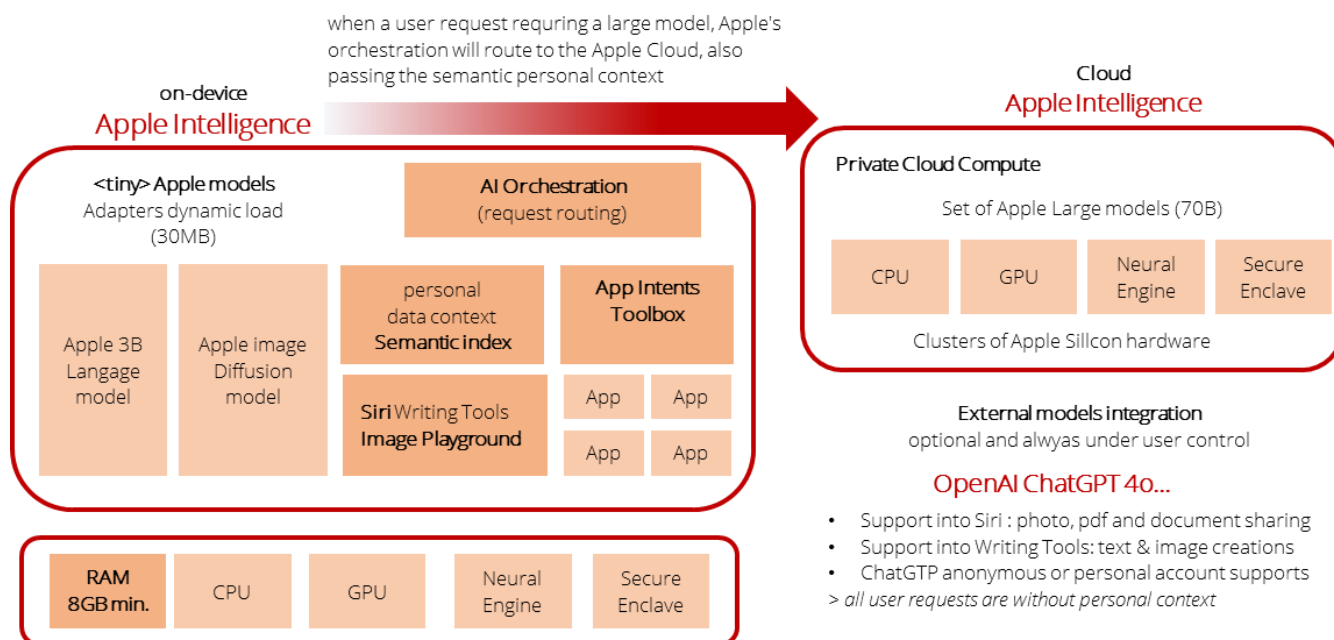 when a user request requring a large model, Apple's
orchestration will route to the Apple Cloud, also
passing the semantic personal context
on-device
Apple Intelligence
Cloud
Apple Intelligence
<tiny> Apple models
Adapters dynamic load
(30MB)
AI Orchestration
(request routing)
Apple 3B
Langage
model
Apple image
Diffusion
model
personal
data context
Semantic index
App Intents
Toolbox
Siri Writing Tools
Image Playground
App
App
App
App
RAM
8GB min.
CPU
GPU
Neural
Engine
Secure
Enclave
Private Cloud Compute
Set of Apple Large models (70B)
CPU
GPU
Neural
Engine
Secure
Enclave
Clusters of Apple Sillcon hardware
External models integration
optional and alwyas under user control
OpenAI ChatGPT 4o...
• Support into Siri : photo, pdf and document sharing
• Support into Writing Tools: text & image creations
• ChatGTP anonymous or personal account supports
> all user requests are without personal context